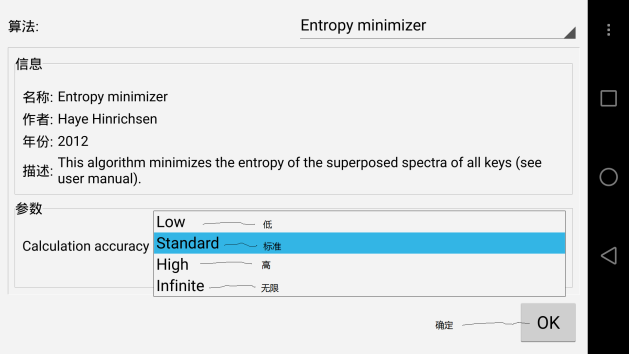 算法: Entropy minimizer
信息
名称: Entropy minimizer
作者: Haye Hinrichsen
年份: 2012
描述: This algorithm minimizes the entropy of the superposed spectra of all keys (see
user manual).
参数
Calculation accuracy
Low 低
Standard 标准
High 高
Infinite 无限
确定 OK